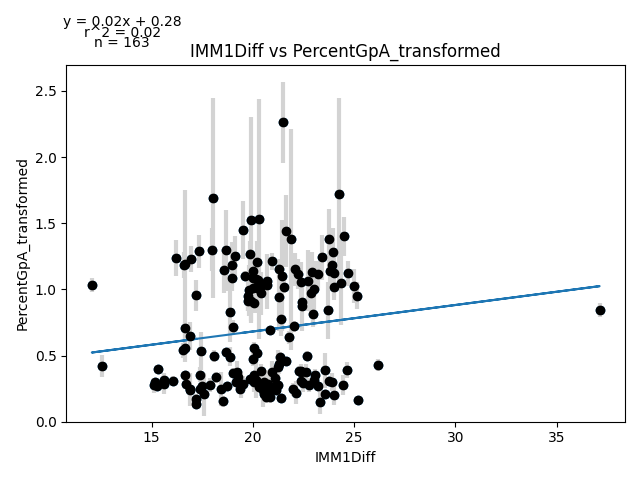 y = 0.02x + 0.28
r^2 = 0.02
n = 163
IMM1Diff vs PercentGpA_transformed
PercentGpA_transformed
2.5
2.0
1.5
1.0
0.5
0.0
15
20
25
30
35
IMM1Diff